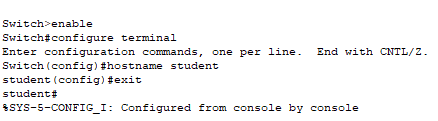 Switch>enable
Switch#configure terminal
Enter configuration commands, one per line.  End with CNTL/Z.
Switch(config)#hostname student
student(config)#exit
student#
%SYS-5-CONFIG_I: Configured from console by console